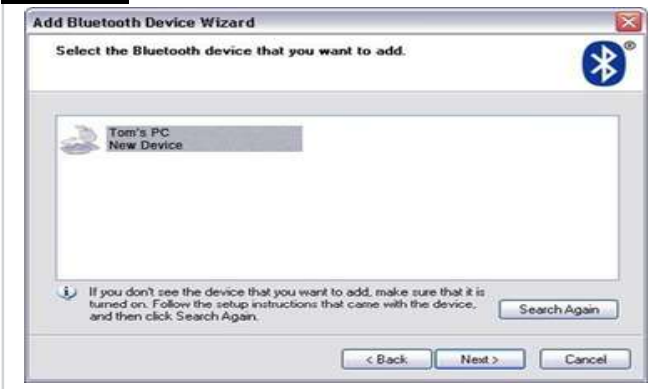 Add Bluetooth Device Wizard
Select the Bluetooth device that you want to add.
Tom's PC
New Device
If you don't see the device that you want to add, make sure that it is
turned on. Follow the setup instructions that came with the device,
and then click Search Again.
Search Again
< Back
Next >
Cancel